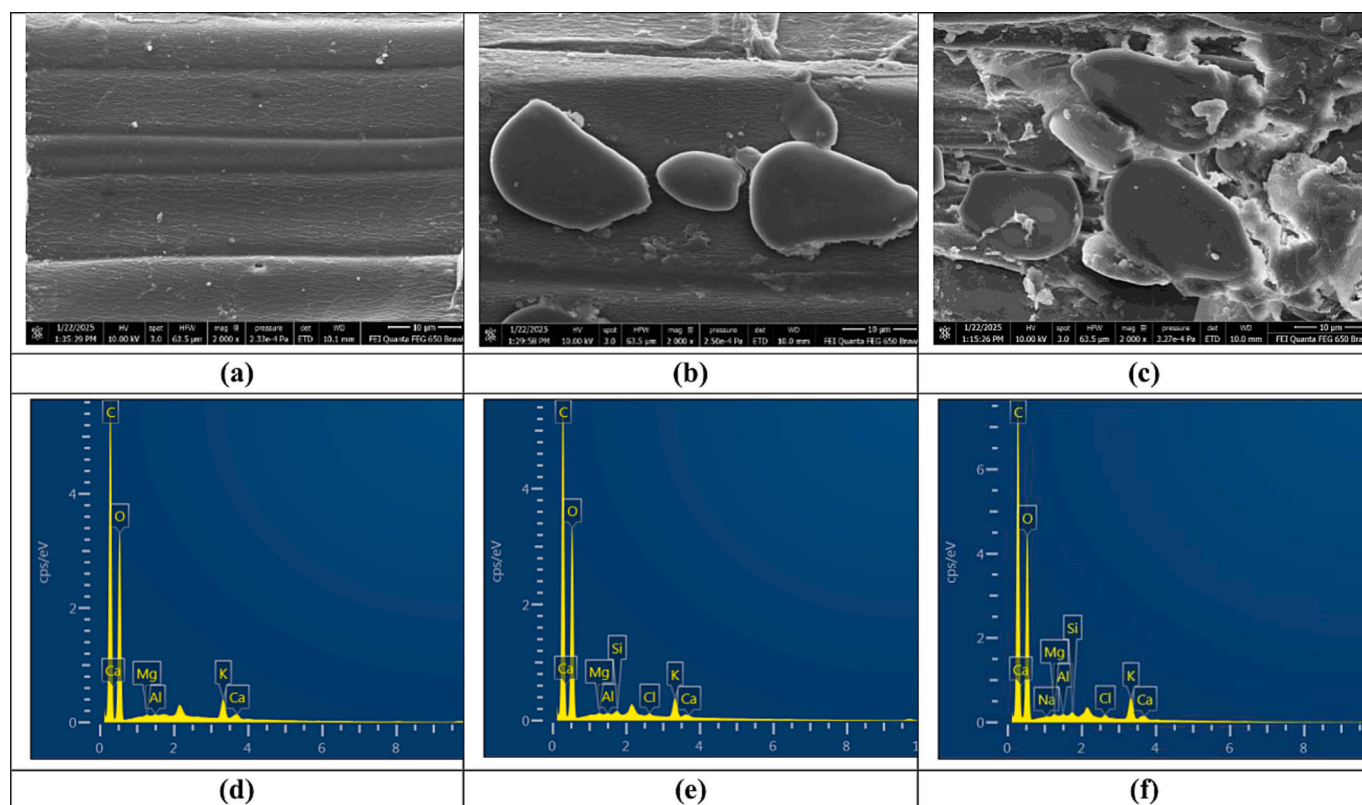 1/22/2025 HV spot HFW mag pressure det WD 10 µm
1:35:29 PM 10.00 kV 3.0 63.5 µm 2 000 x 2.33e-4 Pa ETD 10.1 mm FEI Quanta FEG 650 Braw
1/22/2025 HV spot HFW mag pressure det WD 10 µm
1:29:58 PM 10.00 kV 3.0 63.5 µm 2 000 x 2.50e-4 Pa ETD 10.0 mm FEI Quanta FEG 650 Braw
1/22/2025 HV spot HFW mag pressure det WD 10 µm
1:15:26 PM 10.00 kV 3.0 63.5 µm 2 000 x 3.27e-4 Pa ETD 10.0 mm FEI Quanta FEG 650 Braw
(a) (b) (c)
C
O
Ca Mg Al K Ca
cps/eV
4
2
0
0 2 4 6 8
C
O
Ca Mg Al Si Cl K Ca
cps/eV
4
2
0
0 2 4 6 8 1
C
O
Ca Na Mg Al Si Cl K Ca
cps/eV
6
4
2
0
0 2 4 6 8
(d) (e) (f)